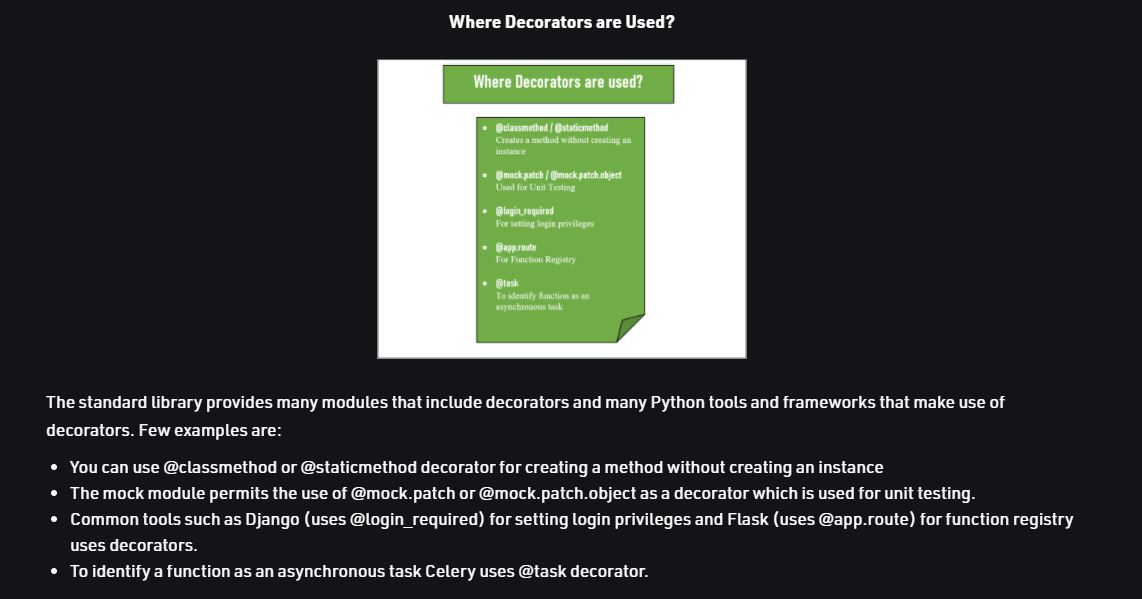 Where Decorators are Used?
Where Decorators are used?
@classmethod / @staticmethod
Creates a method without creating an
instance
@mock.patch / @mock.patch.object
Used for Unit Testing
@login_required
For setting login privileges
@app.route
For Function Registry
@task
To identify function as an
asynchronous task
The standard library provides many modules that include decorators and many Python tools and frameworks that make use of
decorators. Few examples are:
You can use @classmethod or @staticmethod decorator for creating a method without creating an instance
The mock module permits the use of @mock.patch or @mock.patch.object as a decorator which is used for unit testing.
Common tools such as Django (uses @login_required) for setting login privileges and Flask (uses @app.route) for function registry
uses decorators.
To identify a function as an asynchronous task Celery uses @task decorator.